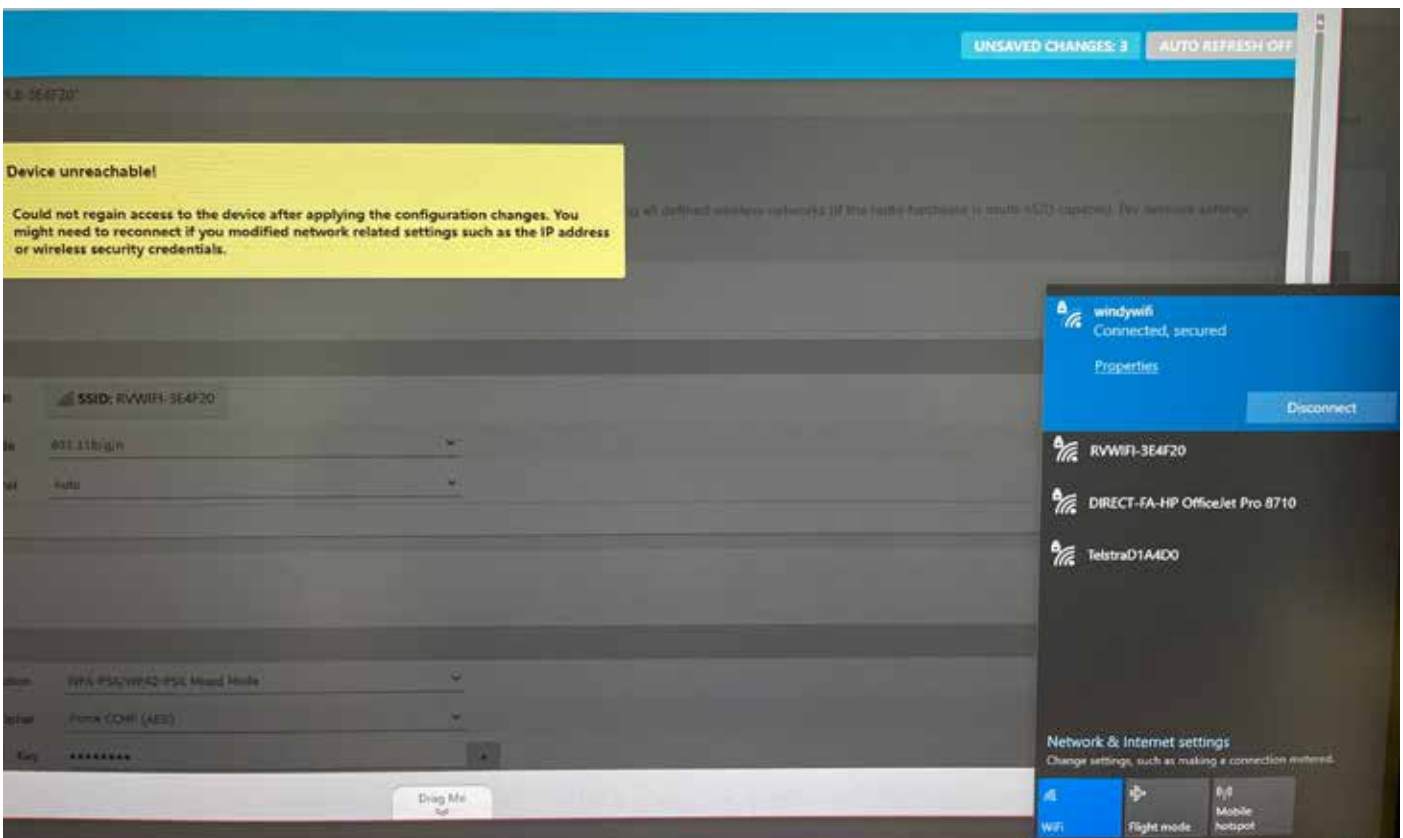 UNSAVED CHANGES: 3
AUTO REFRESH OFF
Device unreachable!
Could not regain access to the device after applying the configuration changes. You
might need to reconnect if you modified network related settings such as the IP address
or wireless security credentials.
SSID: RVWIFI-3E4F20
802.11b/g/n
Auto
WPA-PSK/WPA2-PSK Mixed Mode
Force CCMP (AES)
Key ********
Drag Me
windywifi
Connected, secured
Properties
Disconnect
RVWIFI-3E4F20
DIRECT-FA-HP OfficeJet Pro 8710
TelstraD1A4D0
Network & Internet settings
Change settings, such as making a connection metered.
WiFi
Flight mode
Mobile
hotspot